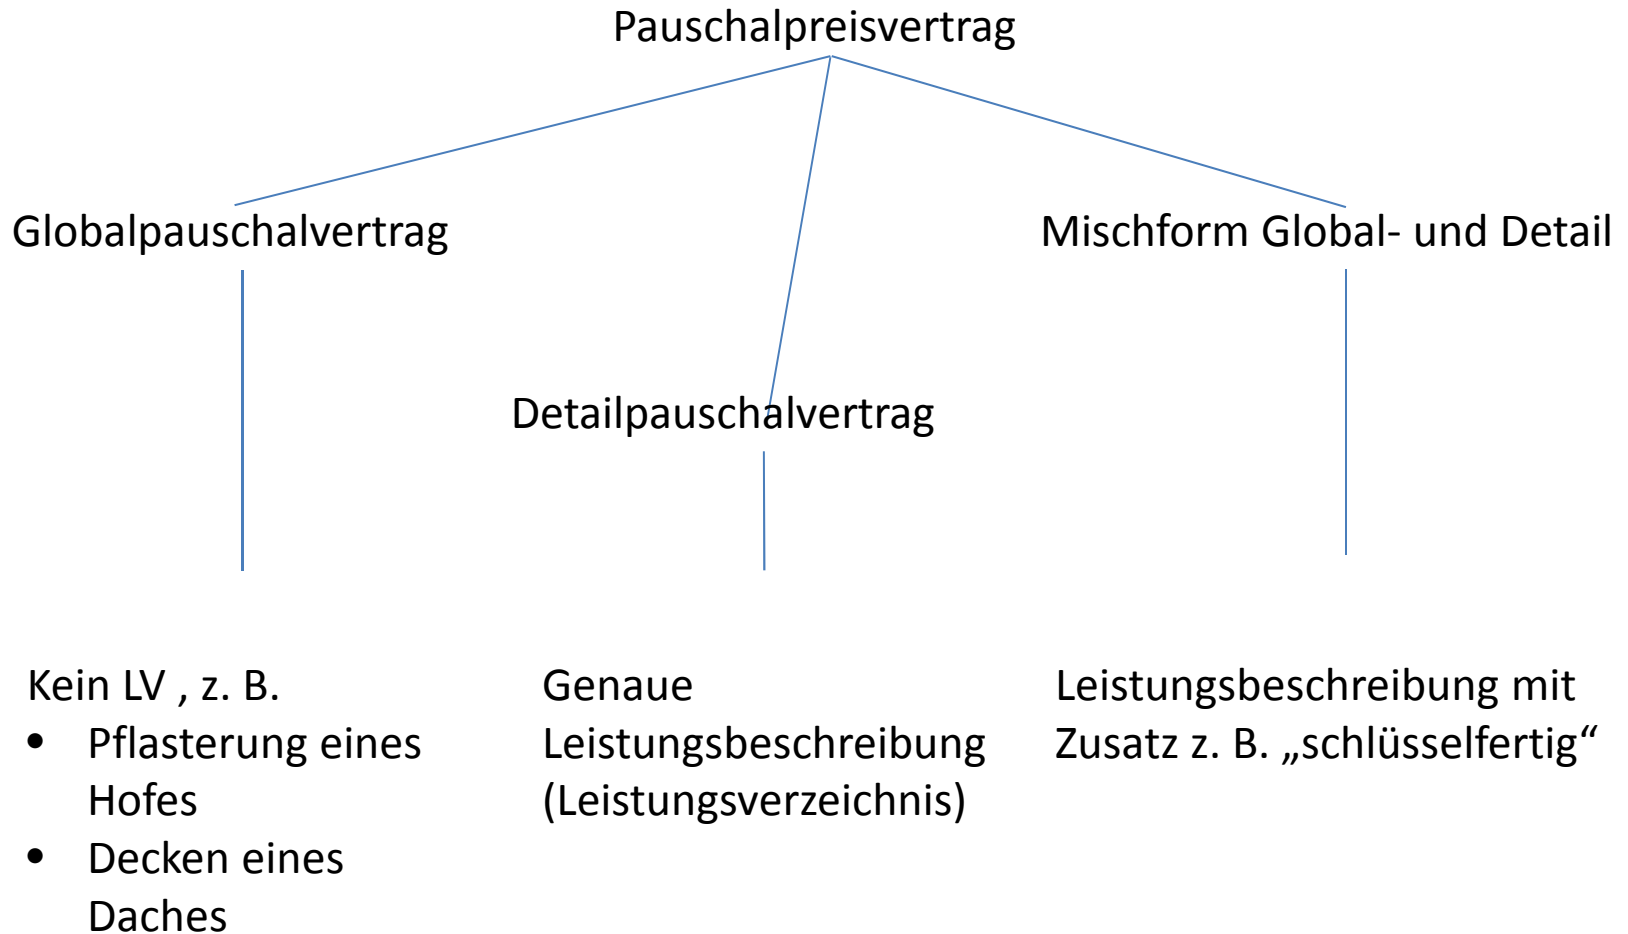 Pauschalpreisvertrag
Globalpauschalvertrag
Mischform Global- und Detail
Detailpauschalvertrag
Kein LV , z. B.
• Pflasterung eines
Hofes
• Decken eines
Daches
Genaue
Leistungsbeschreibung
(Leistungsverzeichnis)
Leistungsbeschreibung mit
Zusatz z. B. „schlüsselfertig“